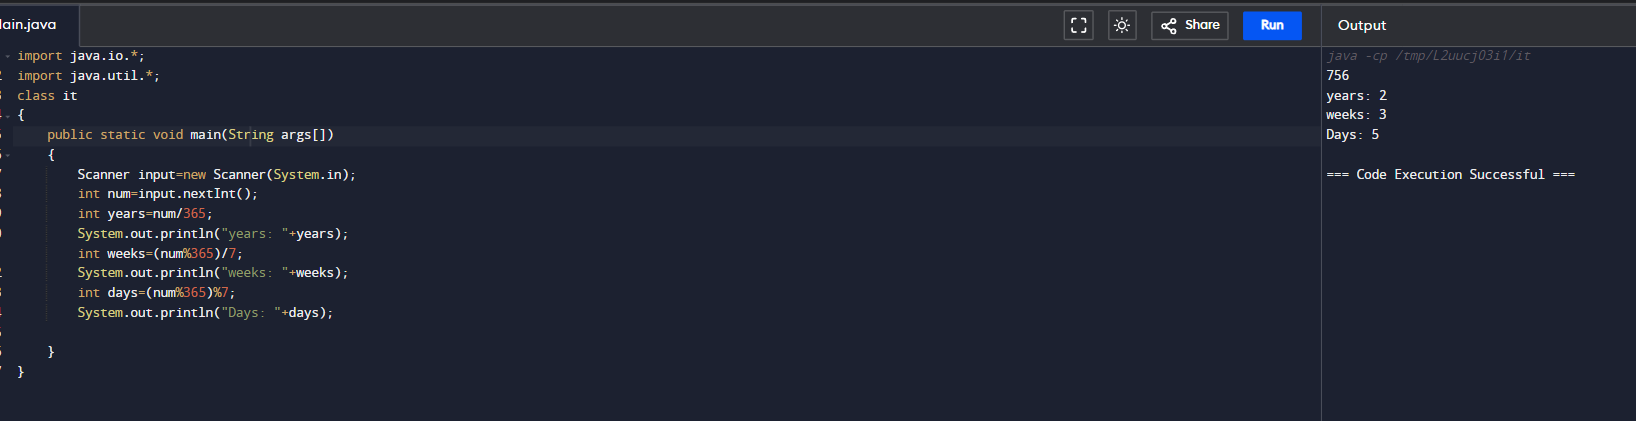 ain.java
Share
Run
Output
import java.io.*;
import java.util.*;
class it
{
public static void main(String args[])
{
Scanner input=new Scanner(System.in);
int num=input.nextInt();
int years=num/365;
System.out.println("years: "+years);
int weeks=(num%365)/7;
System.out.println("weeks: "+weeks);
int days=(num%365)%7;
System.out.println("Days: "+days);
}
}
java -cp /tmp/L2uucjO3i1/it
756
years: 2
weeks: 3
Days: 5
=== Code Execution Successful ===